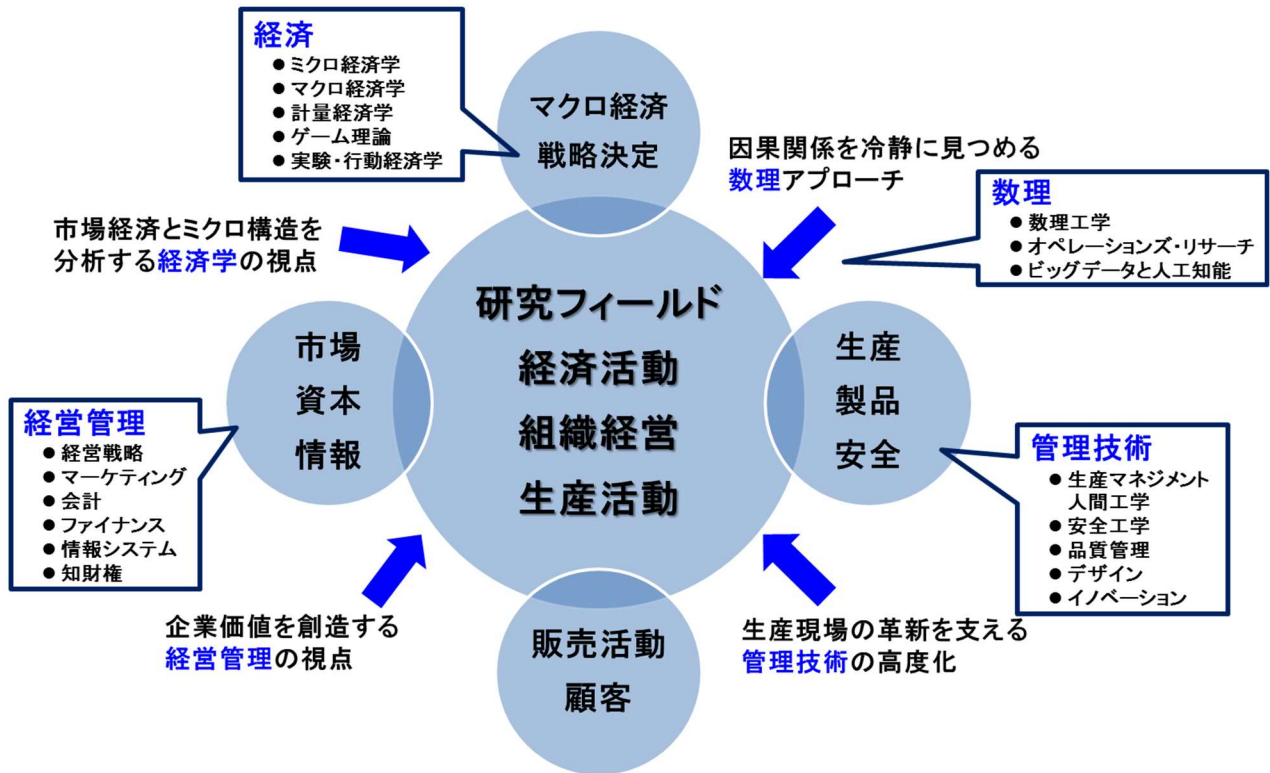 経済
● ミクロ経済学
● マクロ経済学
● 計量経済学
● ゲーム理論
● 実験・行動経済学
マクロ経済
戦略決定
因果関係を冷静に見つめる
数理アプローチ
数理
● 数理工学
● オペレーションズ・リサーチ
● ビッグデータと人工知能
市場経済とミクロ構造を
分析する経済学の視点
研究フィールド
経済活動
組織経営
生産活動
市場
資本
情報
生産
製品
安全
経営管理
● 経営戦略
● マーケティング
● 会計
● ファイナンス
● 情報システム
● 知財権
管理技術
● 生産マネジメント
人間工学
● 安全工学
● 品質管理
● デザイン
● イノベーション
企業価値を創造する
経営管理の視点
販売活動
顧客
生産現場の革新を支える
管理技術の高度化